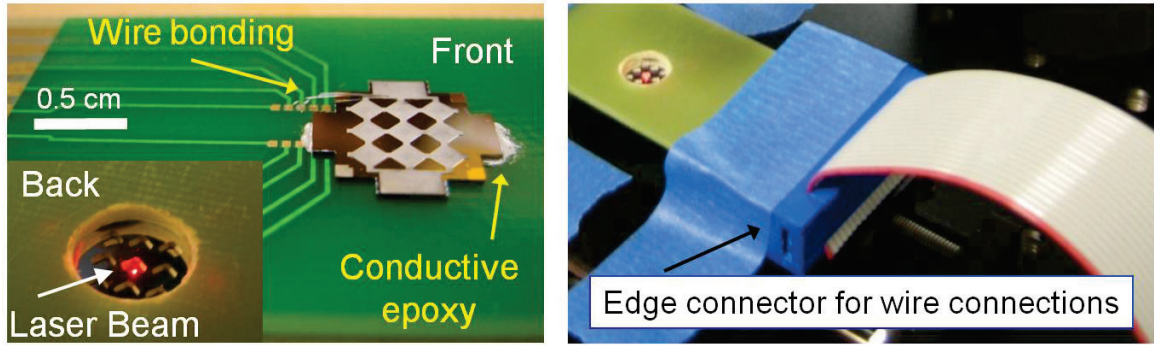 Wire bonding
Front
0.5 cm
Back
Laser Beam
Conductive
epoxy
Edge connector for wire connections